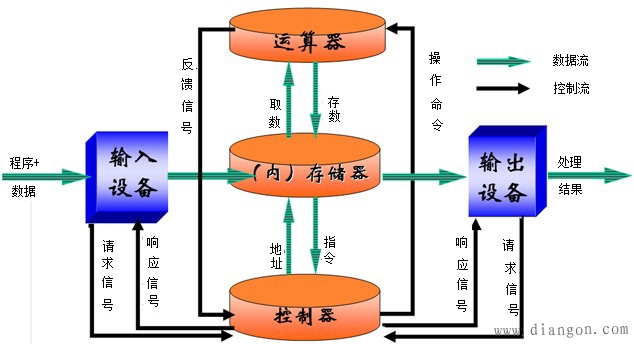 运算器
反馈信号
操作命令
数据流
控制流
取数
存数
程序+
数据
输入
设备
（内）存储器
输出
设备
处理
结果
地址
指令
请求信号
响应信号
控制器
响应信号
请求信号
www.diangon.com